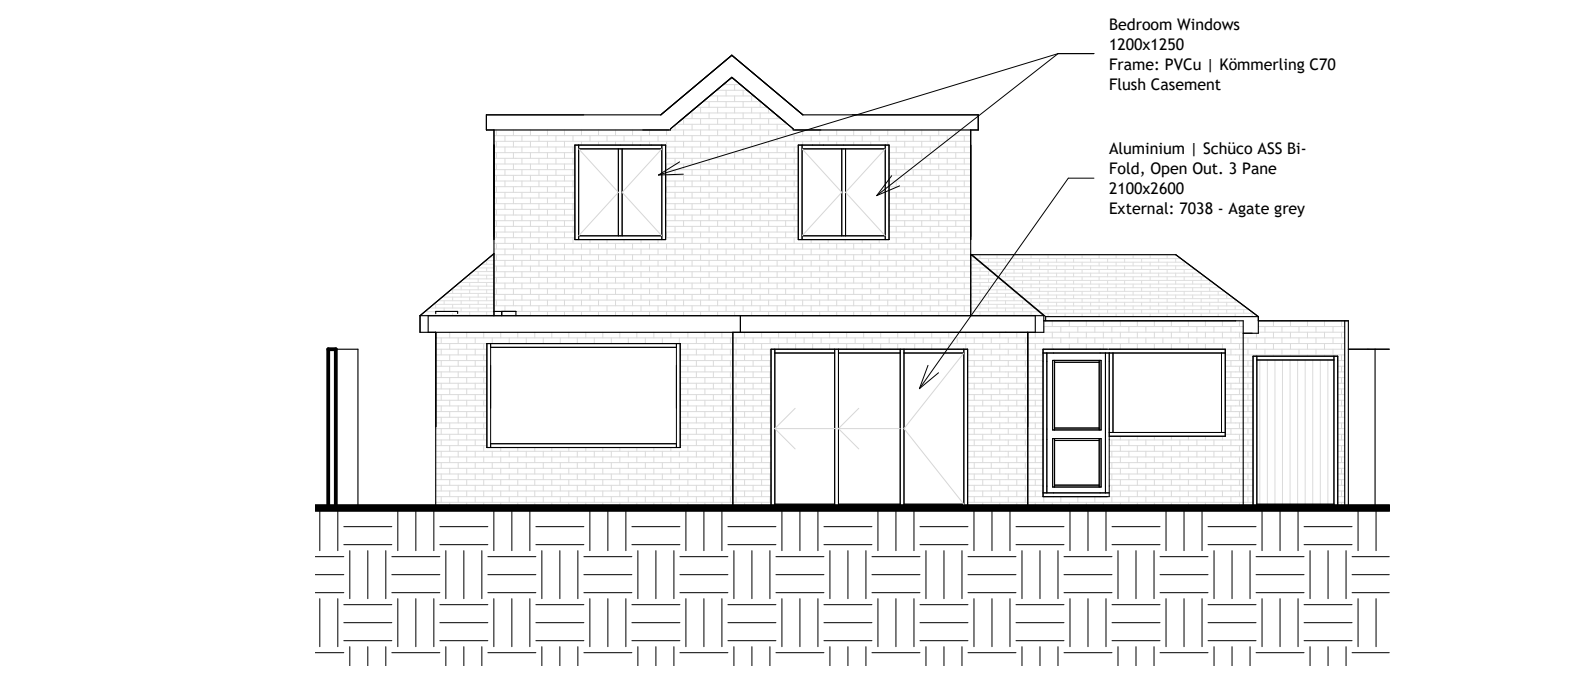 Bedroom Windows
1200x1250
Frame: PVCu | Kömmerling C70
Flush Casement
Aluminium | Schüco ASS Bi-
Fold, Open Out. 3 Pane
2100x2600
External: 7038 - Agate grey